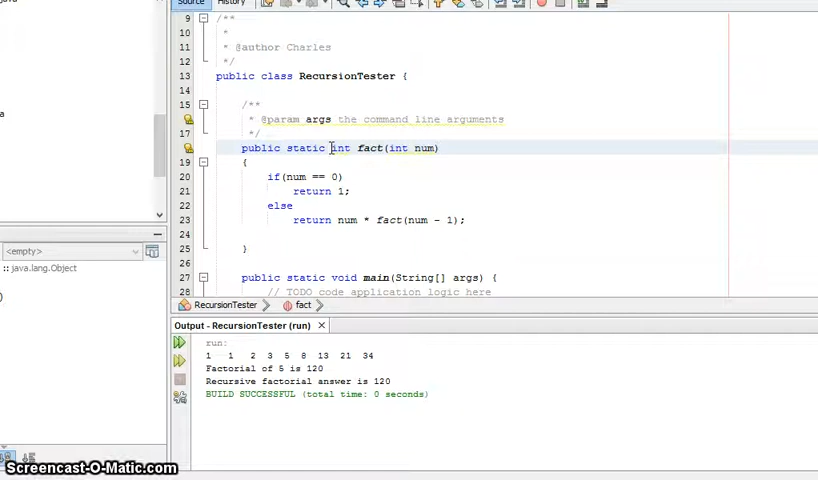 java
Source History
9 /**
10 *
11 * @author Charles
12 */
13 public class RecursionTester {
15 /**
* @param args the command line arguments
17 */
public static int fact(int num)
19 {
20 if(num == 0)
21 return 1;
22 else
23 return num * fact(num - 1);
24
25 }
26
27 public static void main(String[] args) {
28 // TODO code application logic here
a
<empty>
:: java.lang.Object
)
RecursionTester fact
Output - RecursionTester (run)
run:
1 1 2 3 5 8 13 21 34
Factorial of 5 is 120
Recursive factorial answer is 120
BUILD SUCCESSFUL (total time: 0 seconds)
Screencast-O-Matic.com